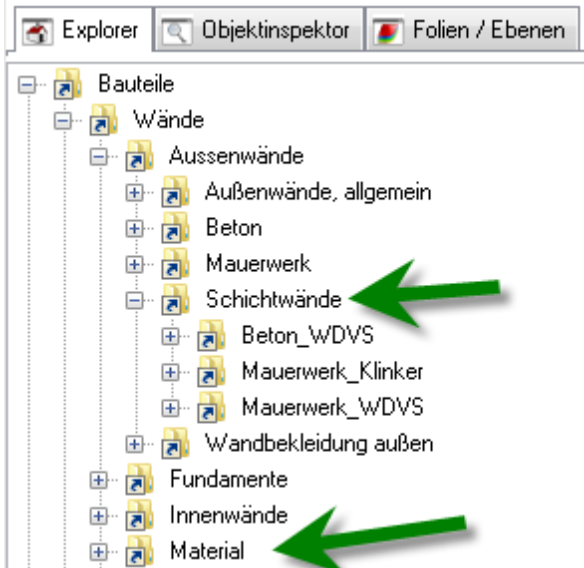 Explorer Objektinspektor Folien / Ebenen
Bauteile
Wände
Aussenwände
Außenwände, allgemein
Beton
Mauerwerk
Schichtwände
Beton_WDVS
Mauerwerk_Klinker
Mauerwerk_WDVS
Wandbekleidung außen
Fundamente
Innenwände
Material